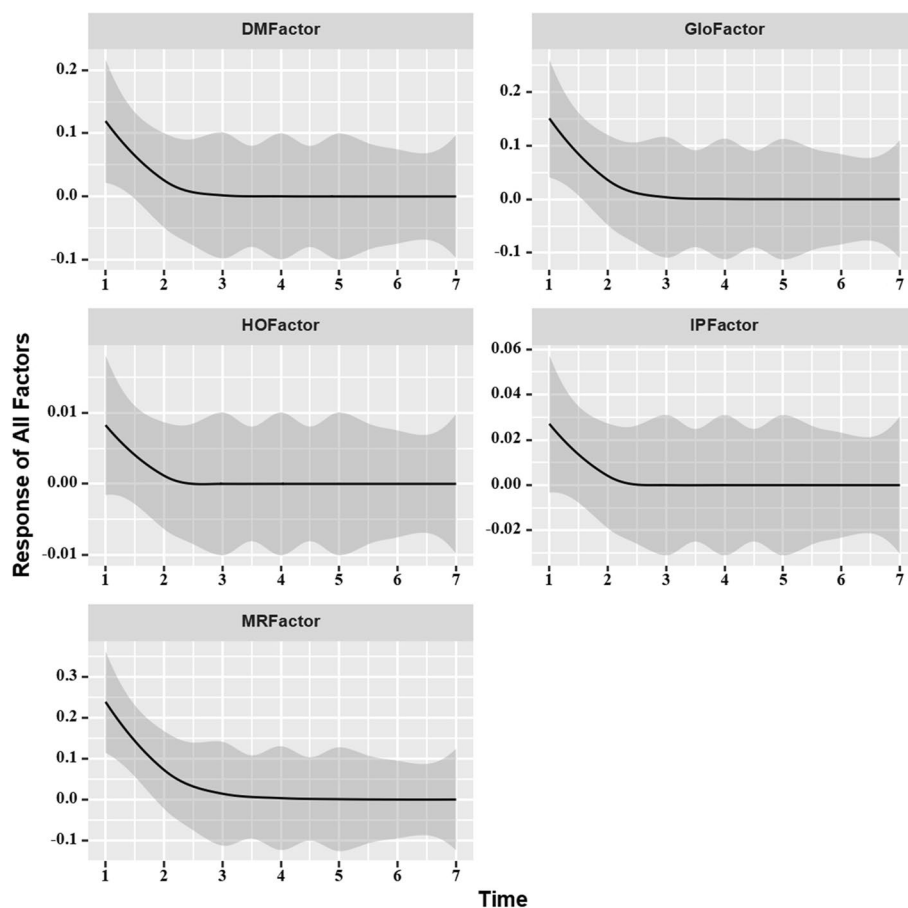 DMFactor
0.2
0.1
0.0
-0.1
1 2 3 4 5 6 7
GloFactor
0.2
0.1
0.0
-0.1
1 2 3 4 5 6 7
Response of All Factors
HOFactor
0.01
0.00
-0.01
1 2 3 4 5 6 7
IPFactor
0.06
0.04
0.02
0.00
-0.02
1 2 3 4 5 6 7
MRFactor
0.3
0.2
0.1
0.0
-0.1
1 2 3 4 5 6 7
Time